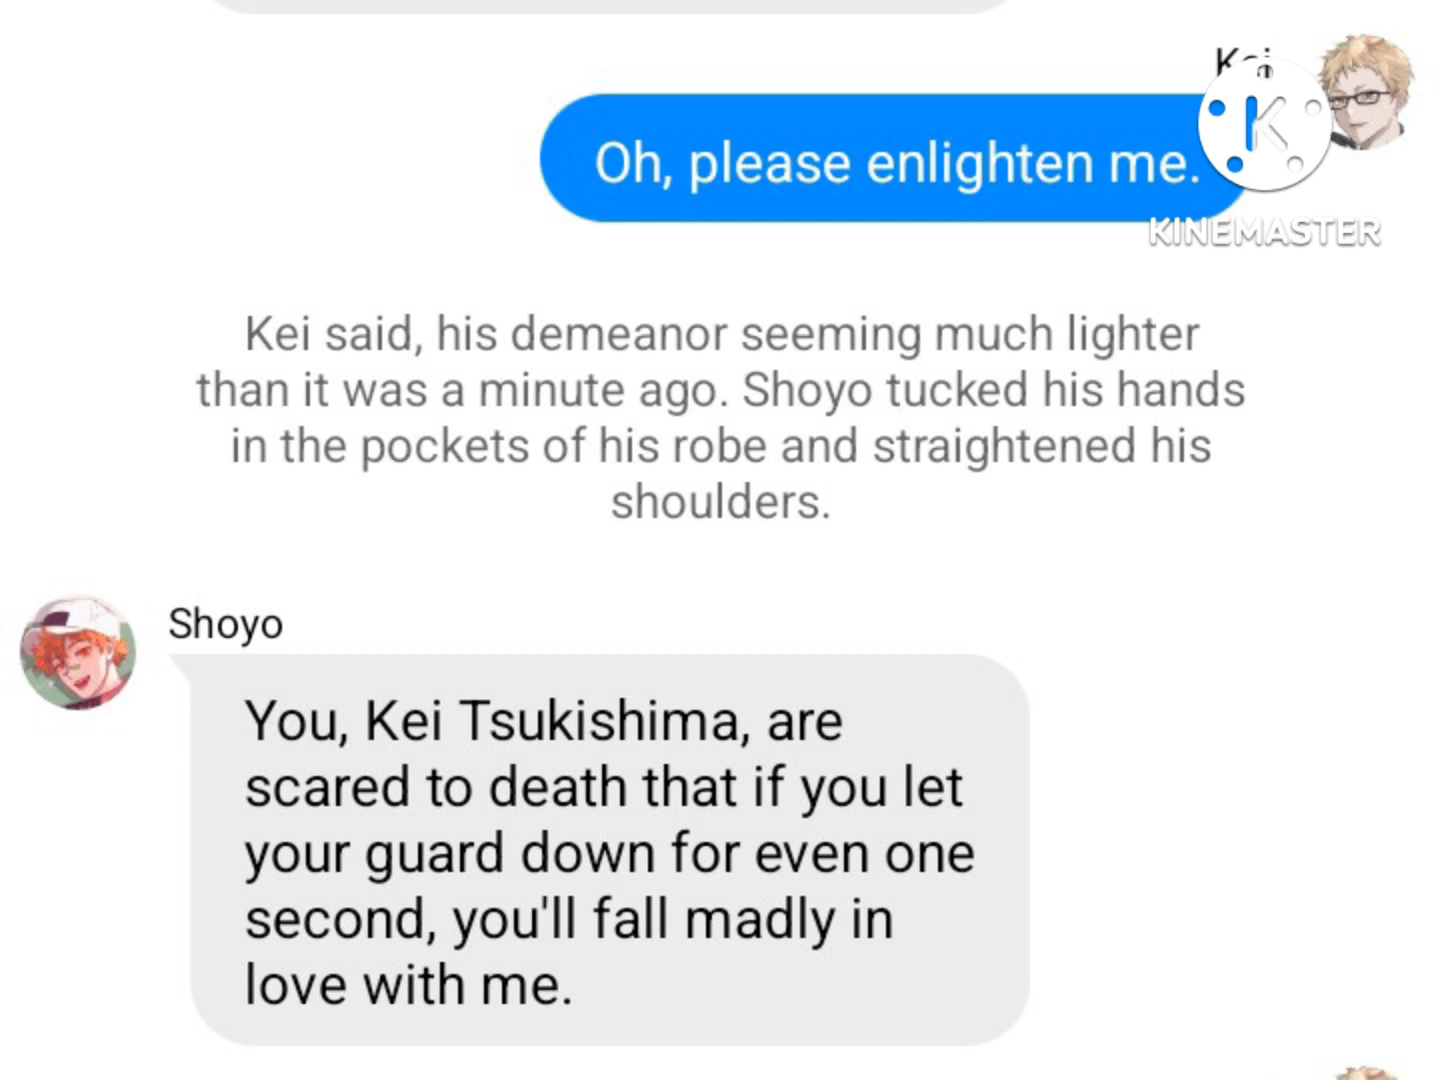 Kei
Oh, please enlighten me.
K
KINEMASTER
Kei said, his demeanor seeming much lighter
than it was a minute ago. Shoyo tucked his hands
in the pockets of his robe and straightened his
shoulders.
Shoyo
You, Kei Tsukishima, are
scared to death that if you let
your guard down for even one
second, you'll fall madly in
love with me.